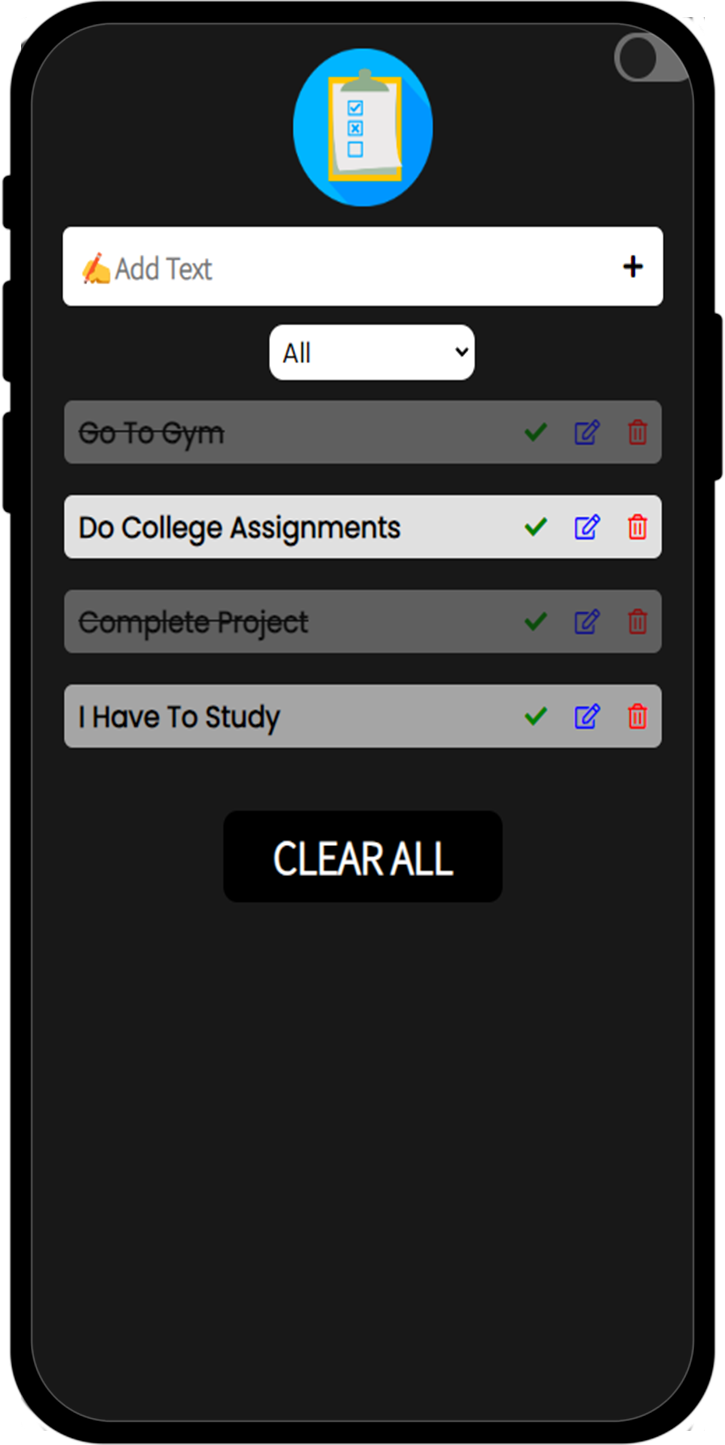 ✍Add Text
All
Go To Gym
Do College Assignments
Complete Project
I Have To Study
CLEAR ALL